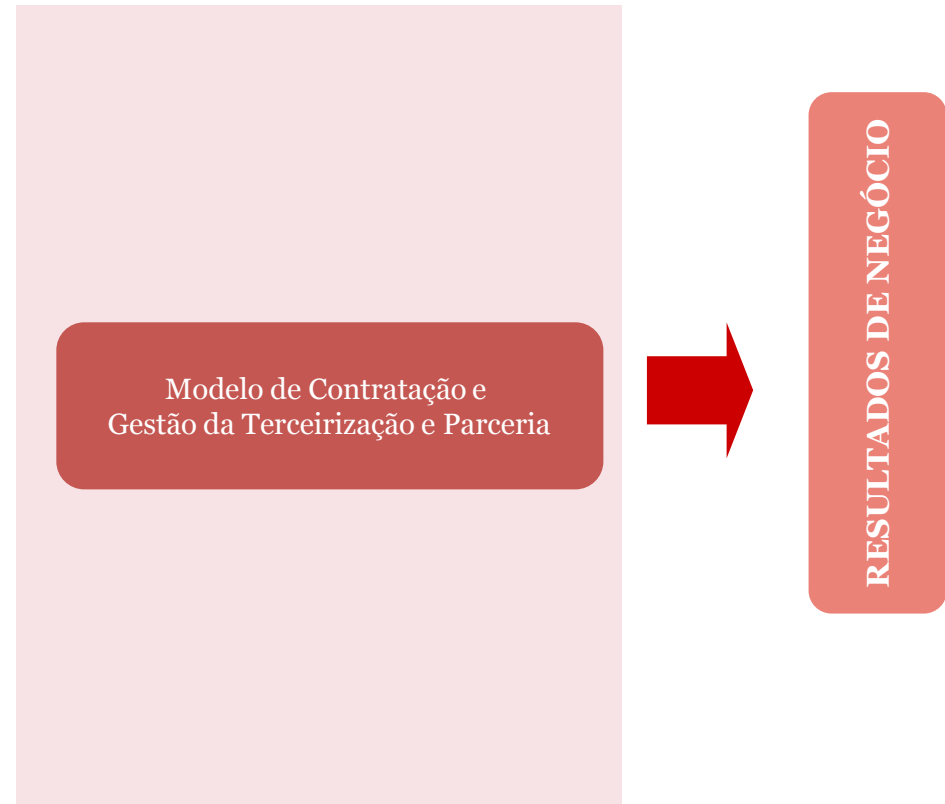 Modelo de Contratação e
Gestão da Terceirização e Parceria
RESULTADOS DE NEGÓCIO